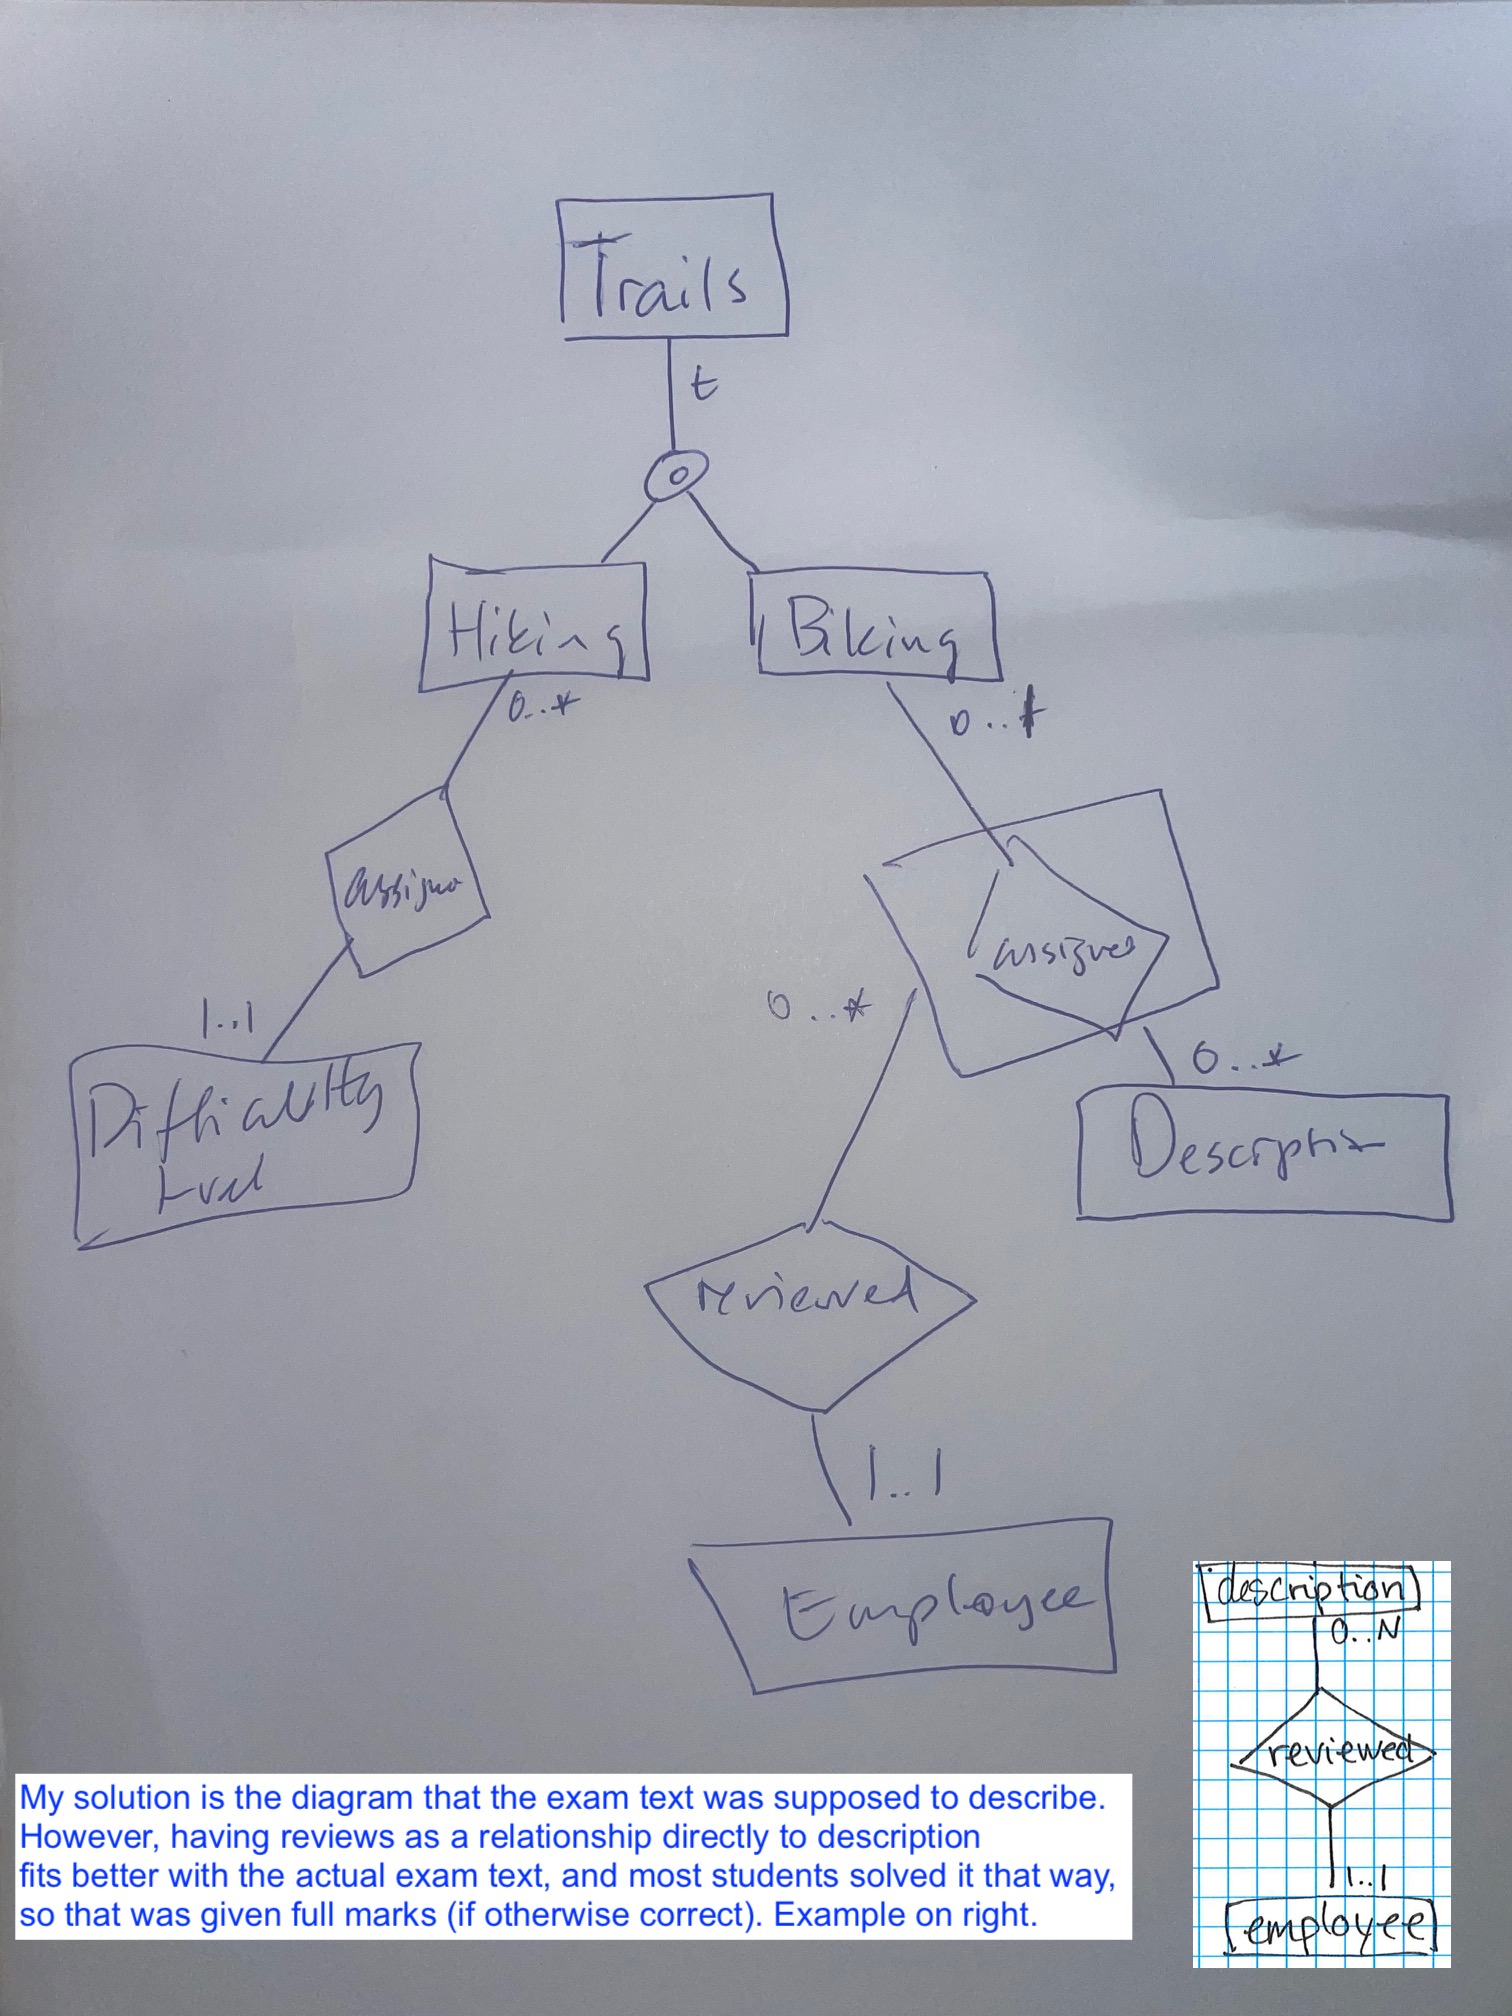 Trails
t
o
Hiking
Biking
0..*
0..*
assigned
0..*
1..1
0..*
Difficulty
Level
Description
reviewed
1..1
Employee
description
0..N
reviewed
1..1
employee
My solution is the diagram that the exam text was supposed to describe.
However, having reviews as a relationship directly to description
fits better with the actual exam text, and most students solved it that way,
so that was given full marks (if otherwise correct). Example on right.